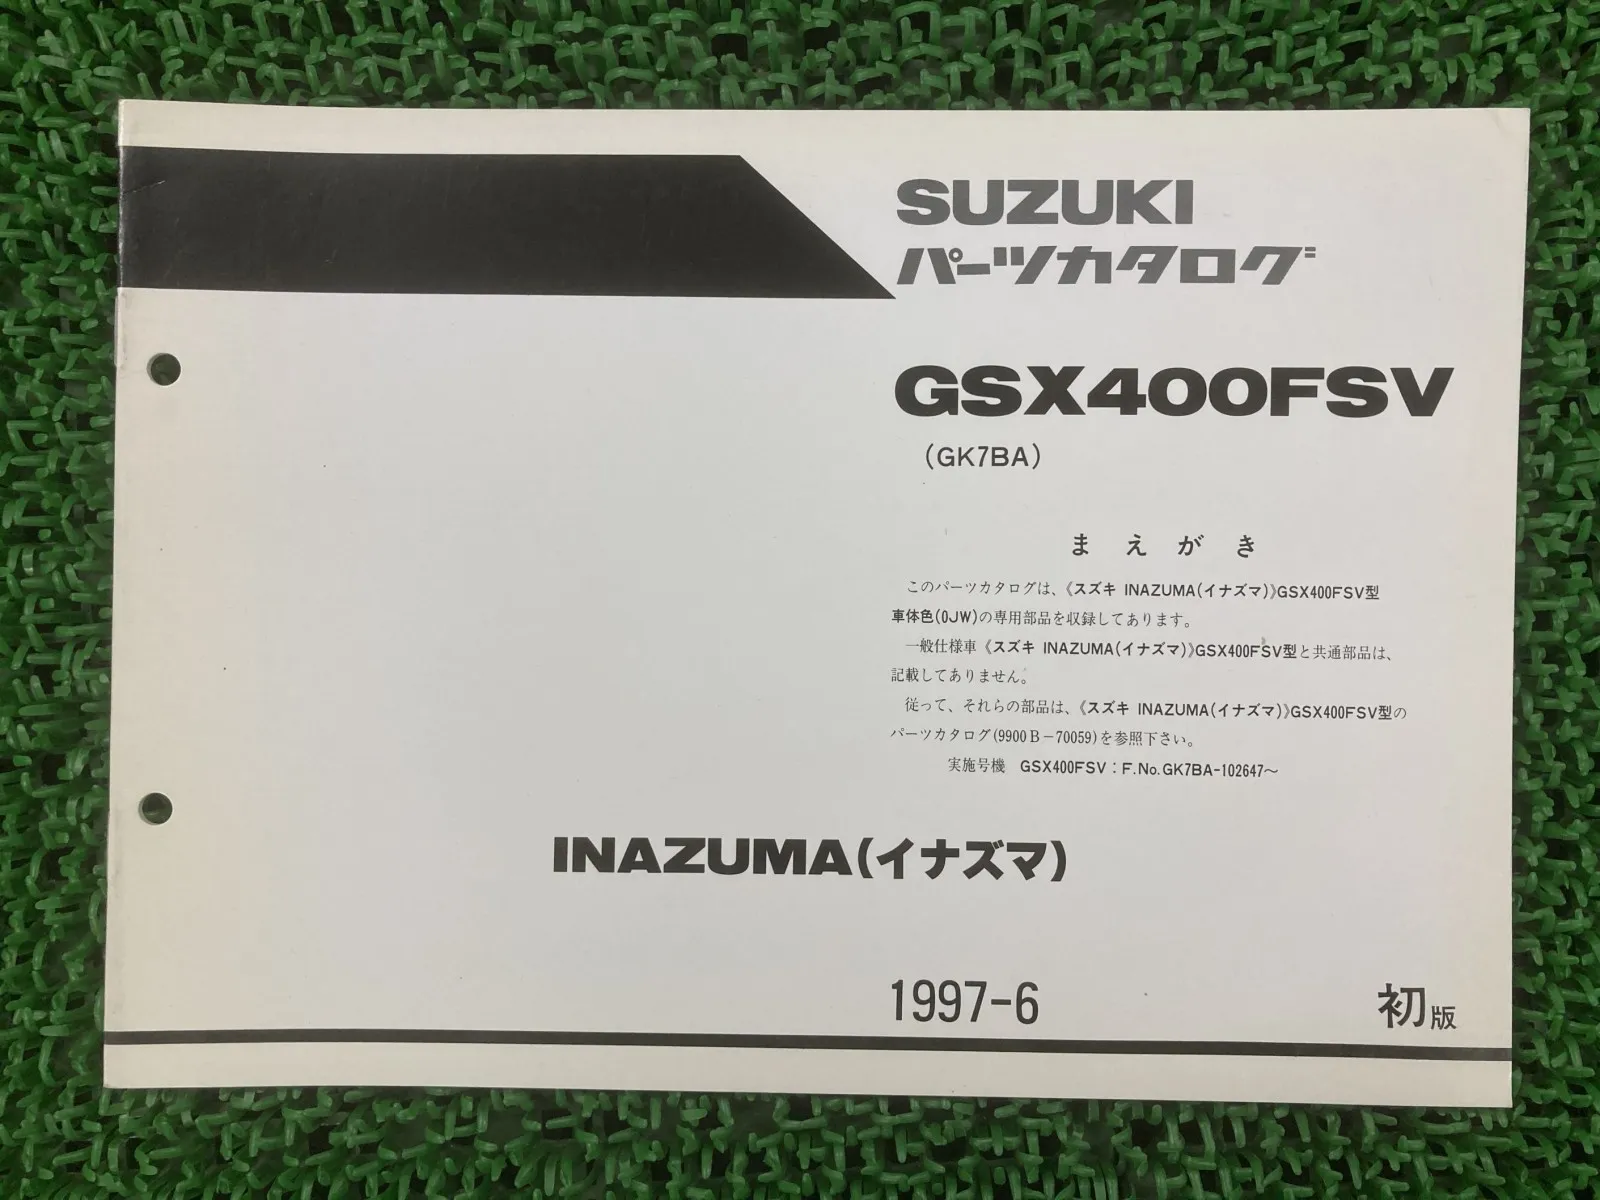 SUZUKI
パーツカタログ
GSX400FSV
(GK7BA)
まえがき
このパーツカタログは、《スズキ INAZUMA(イナズマ)》GSX400FSV型
車体色(0JW)の専用部品を収録してあります。
一般仕様車《スズキ INAZUMA(イナズマ)》GSX400FSV型と共通部品は、
記載してありません。
従って、それらの部品は、《スズキ INAZUMA(イナズマ)》GSX400FSV型の
パーツカタログ(9900B-70059)を参照下さい。
実施号機 GSX400FSV：F.No.GK7BA-102647～
INAZUMA(イナズマ)
1997-6 初版